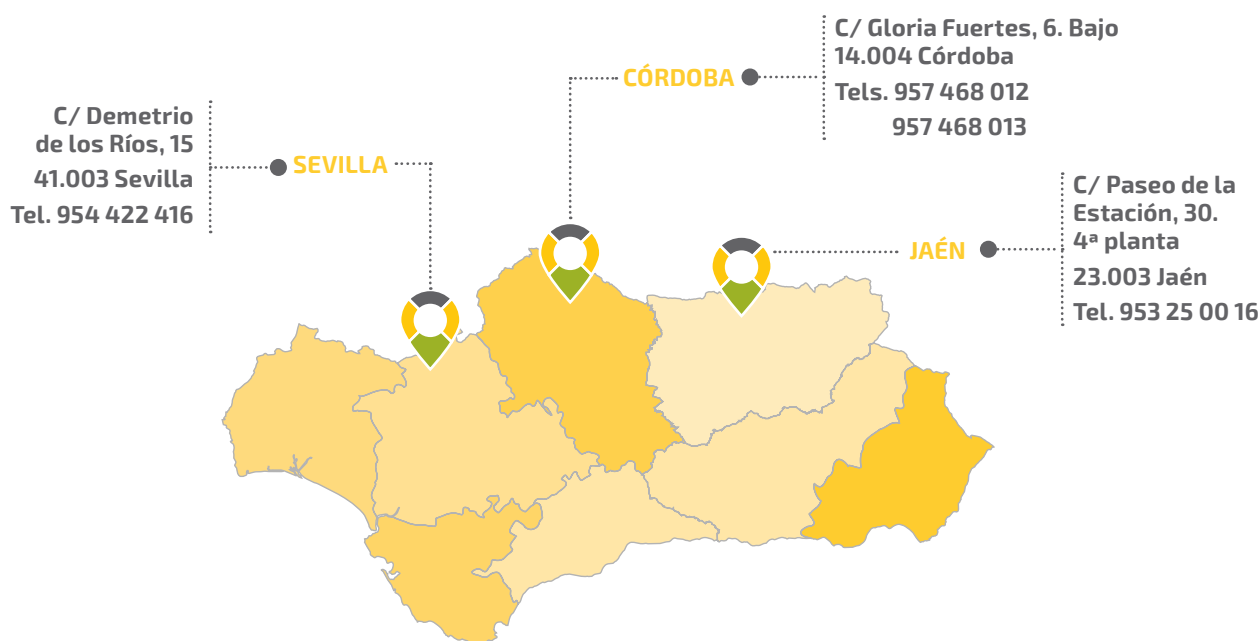 C/ Gloria Fuertes, 6. Bajo
14.004 Córdoba
Tels. 957 468 012
957 468 013
CÓRDOBA
C/ Demetrio
de los Ríos, 15
41.003 Sevilla
Tel. 954 422 416
SEVILLA
JAÉN
C/ Paseo de la
Estación, 30.
4ª planta
23.003 Jaén
Tel. 953 25 00 16